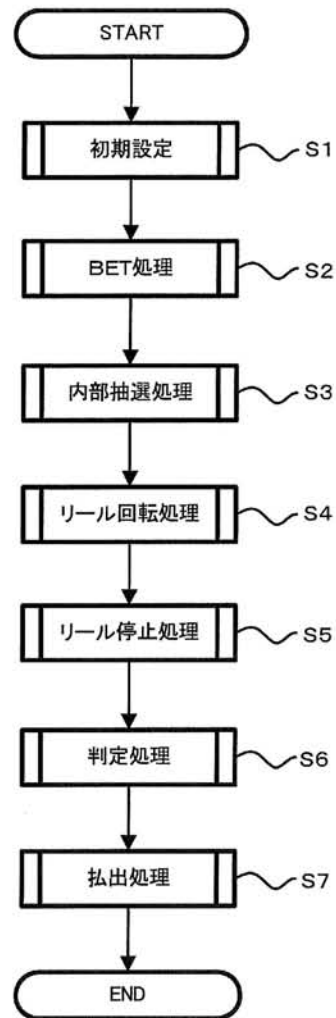 START
初期設定
S1
BET処理
S2
内部抽選処理
S3
リール回転処理
S4
リール停止処理
S5
判定処理
S6
払出処理
S7
END